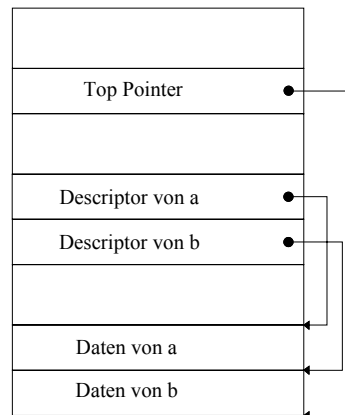 Top Pointer
Descriptor von a
Descriptor von b
Daten von a
Daten von b